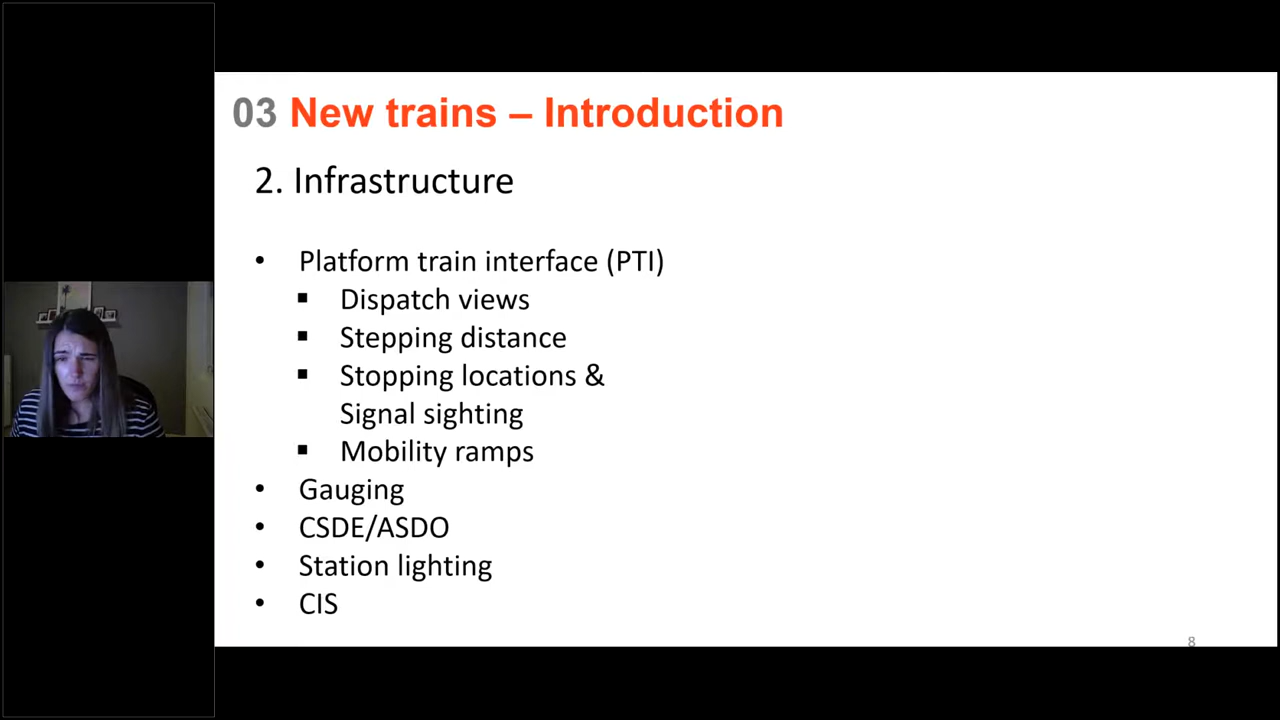 03 New trains – Introduction
2. Infrastructure
• Platform train interface (PTI)
▪ Dispatch views
▪ Stepping distance
▪ Stopping locations &
Signal sighting
▪ Mobility ramps
• Gauging
• CSDE/ASDO
• Station lighting
• CIS
8